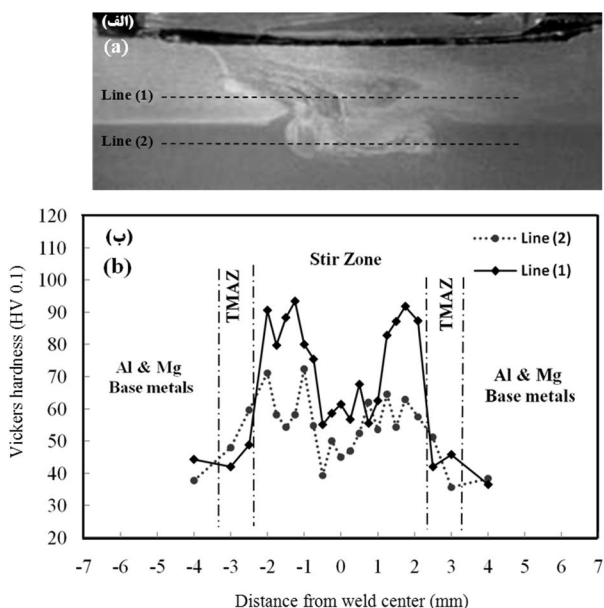 (الف)
(a)
Line (1)
Line (2)
(ب)
(b)
Stir Zone
Line (2)
Line (1)
TMAZ
TMAZ
Al & Mg
Base metals
Al & Mg
Base metals
Vickers hardness (HV 0.1)
120
110
100
90
80
70
60
50
40
30
20
-7 -6 -5 -4 -3 -2 -1 0 1 2 3 4 5 6 7
Distance from weld center (mm)